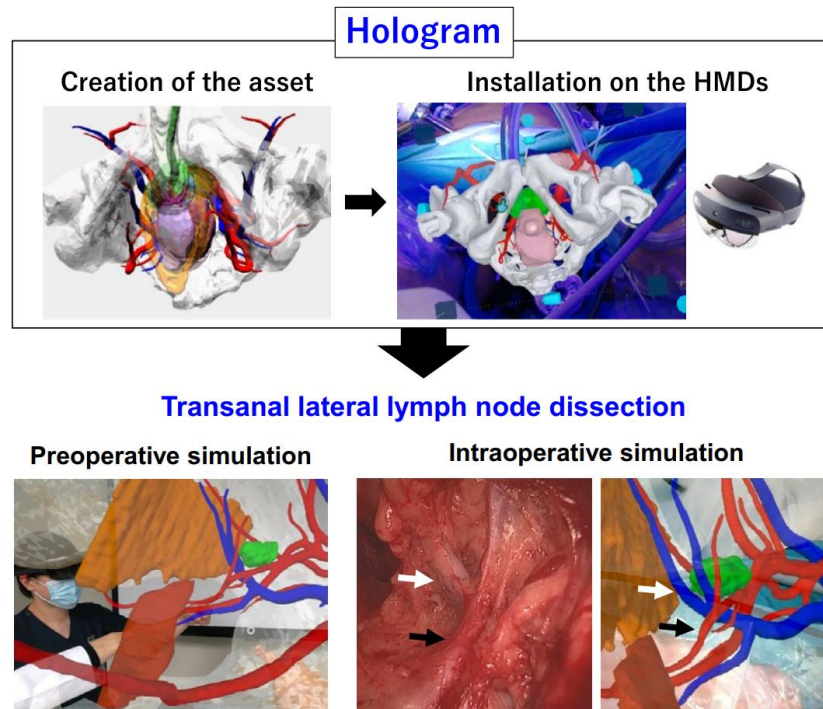 Hologram
Creation of the asset
Installation on the HMDs
Transanal lateral lymph node dissection
Preoperative simulation
Intraoperative simulation